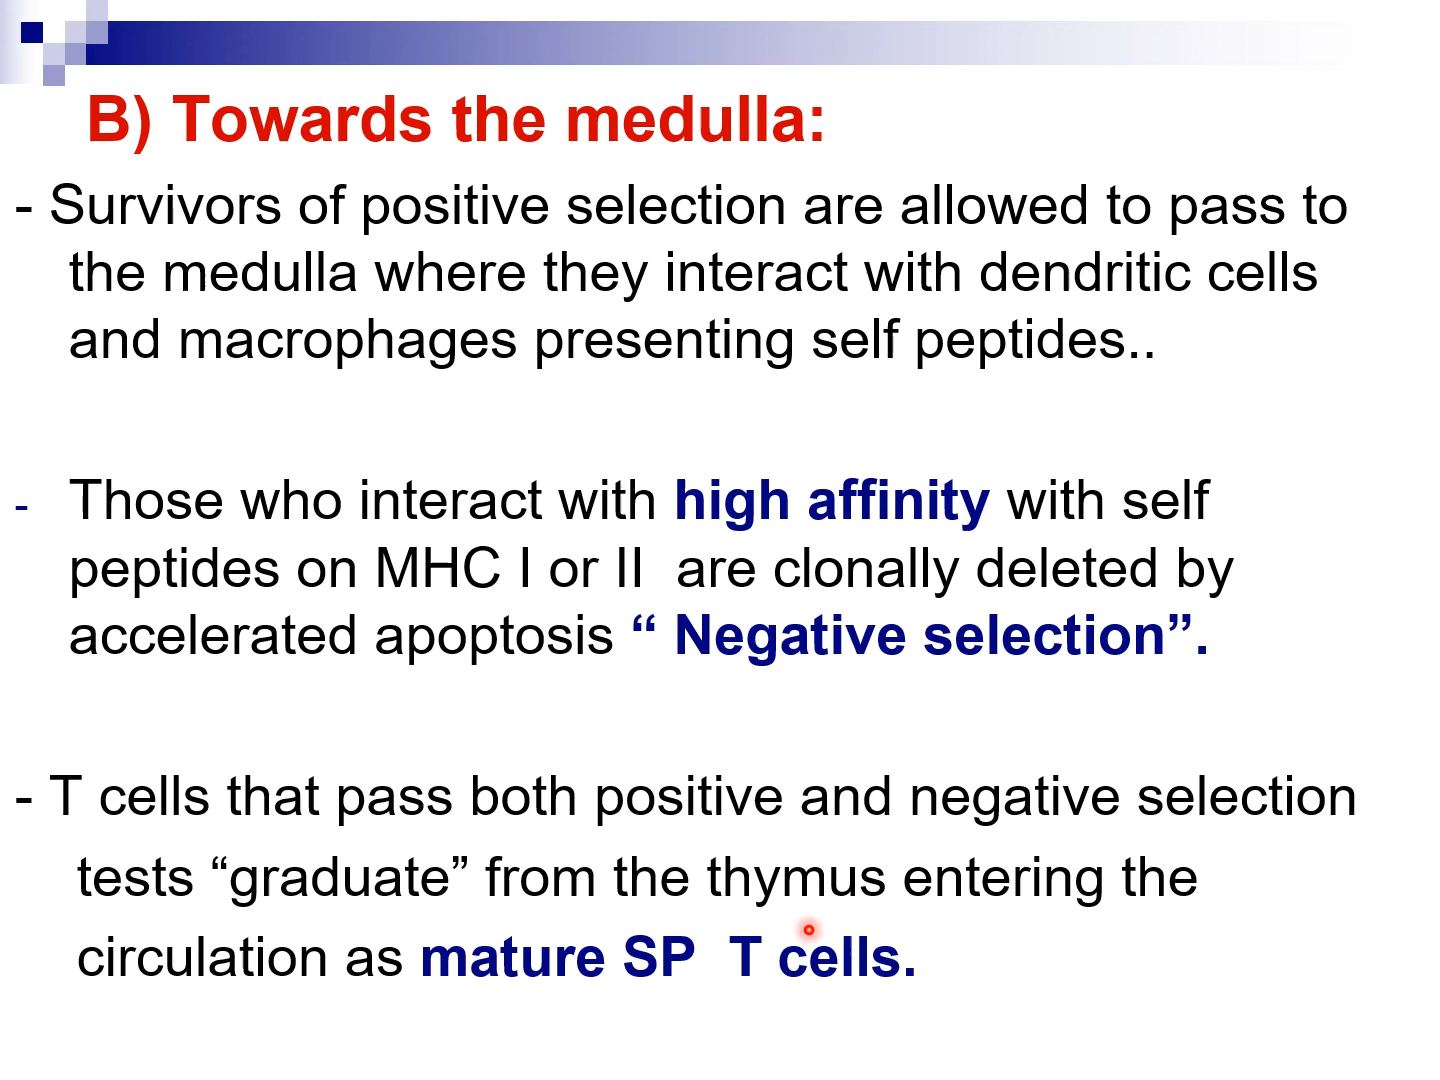 B) Towards the medulla:
- Survivors of positive selection are allowed to pass to
the medulla where they interact with dendritic cells
and macrophages presenting self peptides..
- Those who interact with high affinity with self
peptides on MHC I or II  are clonally deleted by
accelerated apoptosis “ Negative selection”.
- T cells that pass both positive and negative selection
tests “graduate” from the thymus entering the
circulation as mature SP  T cells.